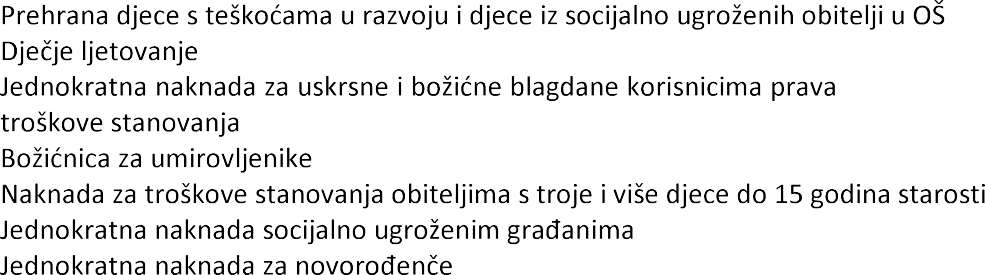 Prehrana djece s teškoćama u razvoju i djece iz socijalno ugroženih obitelji u OŠ
Dječje ljetovanje
Jednokratna naknada za uskrsne i božićne blagdane korisnicima prava
troškove stanovanja
Božićnica za umirovljenike
Naknada za troškove stanovanja obiteljima s troje i više djece do 15 godina starosti
Jednokratna naknada socijalno ugroženim građanima
Jednokratna naknada za novorođenče